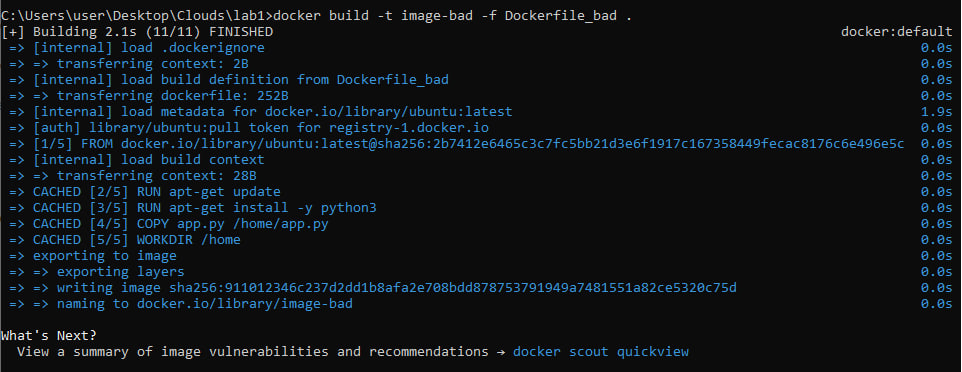 C:\Users\user\Desktop\Clouds\lab1>docker build -t image-bad -f Dockerfile_bad .
[+] Building 2.1s (11/11) FINISHED docker:default
=> [internal] load .dockerignore 0.0s
=> => transferring context: 2B 0.0s
=> [internal] load build definition from Dockerfile_bad 0.0s
=> => transferring dockerfile: 252B 0.0s
=> [internal] load metadata for docker.io/library/ubuntu:latest 1.9s
=> [auth] library/ubuntu:pull token for registry-1.docker.io 0.0s
=> [1/5] FROM docker.io/library/ubuntu:latest@sha256:2b7412e6465c3c7fc5bb21d3e6f1917c167358449fecac8176c6e496e5c 0.0s
=> [internal] load build context 0.0s
=> => transferring context: 28B 0.0s
=> CACHED [2/5] RUN apt-get update 0.0s
=> CACHED [3/5] RUN apt-get install -y python3 0.0s
=> CACHED [4/5] COPY app.py /home/app.py 0.0s
=> CACHED [5/5] WORKDIR /home 0.0s
=> exporting to image 0.0s
=> => exporting layers 0.0s
=> => writing image sha256:911012346c237d2dd1b8afa2e708bdd878753791949a7481551a82ce5320c75d 0.0s
=> => naming to docker.io/library/image-bad 0.0s
What's Next?
View a summary of image vulnerabilities and recommendations → docker scout quickview